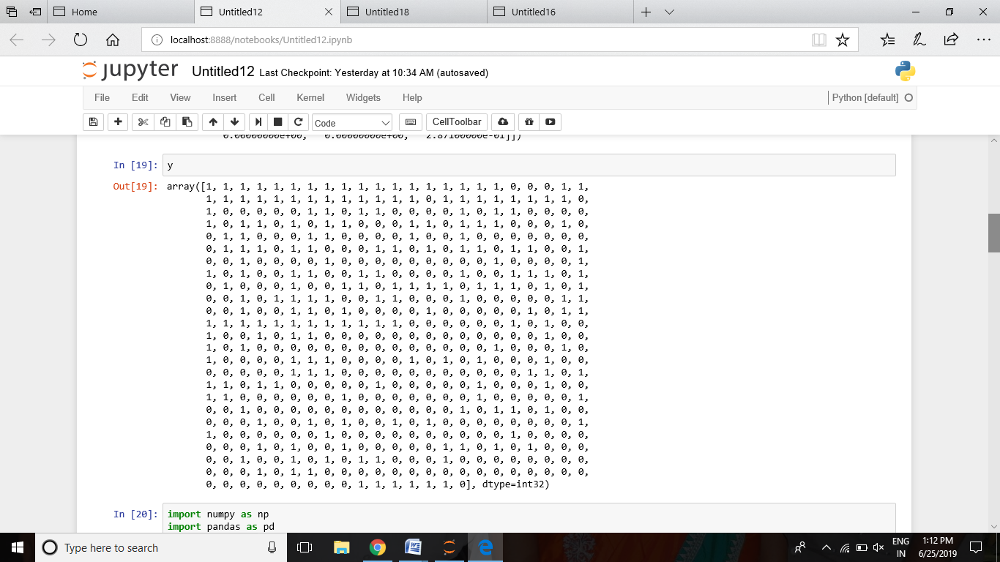 Home
Untitled12
Untitled18
Untitled16
localhost:8888/notebooks/Untitled12.ipynb
jupyter Untitled12 Last Checkpoint: Yesterday at 10:34 AM (autosaved)
File Edit View Insert Cell Kernel Widgets Help Python [default]
Code CellToolbar
0.00000000e+00, 0.00000000e+00, 2.87100000e-01]])
In [19]: y
Out[19]: array([1, 1, 1, 1, 1, 1, 1, 1, 1, 1, 1, 1, 1, 1, 1, 1, 1, 1, 0, 0, 0, 1, 1,
1, 1, 1, 1, 1, 1, 1, 1, 1, 1, 1, 1, 1, 0, 1, 1, 1, 1, 1, 1, 1, 1, 0,
1, 0, 0, 0, 0, 0, 1, 1, 0, 1, 1, 0, 0, 0, 0, 1, 0, 1, 1, 0, 0, 0, 0,
1, 0, 1, 1, 0, 1, 0, 1, 1, 0, 0, 0, 1, 1, 0, 1, 1, 1, 0, 0, 0, 1, 0,
0, 1, 1, 0, 0, 0, 1, 1, 0, 0, 0, 0, 1, 0, 0, 1, 0, 0, 0, 0, 0, 0, 0,
0, 1, 1, 1, 0, 1, 1, 0, 0, 0, 1, 1, 0, 1, 0, 1, 1, 0, 1, 1, 0, 0, 1,
0, 0, 1, 0, 0, 0, 0, 1, 0, 0, 0, 0, 0, 0, 0, 0, 0, 1, 0, 0, 0, 0, 1,
1, 0, 1, 0, 0, 1, 1, 0, 0, 1, 1, 0, 0, 0, 0, 1, 0, 0, 1, 1, 1, 0, 1,
0, 1, 0, 0, 0, 1, 0, 0, 1, 1, 0, 1, 1, 1, 1, 0, 1, 1, 1, 0, 1, 0, 1,
0, 0, 1, 0, 1, 1, 1, 1, 0, 0, 1, 1, 0, 0, 0, 1, 0, 0, 0, 0, 0, 1, 1,
0, 0, 1, 0, 0, 1, 1, 0, 1, 0, 0, 0, 0, 1, 0, 0, 0, 0, 0, 1, 0, 1, 1,
1, 1, 1, 1, 1, 1, 1, 1, 1, 1, 1, 1, 0, 0, 0, 0, 0, 0, 1, 0, 1, 0, 0,
1, 0, 0, 1, 0, 1, 1, 0, 0, 0, 0, 0, 0, 0, 0, 0, 0, 0, 0, 0, 1, 0, 0,
1, 0, 1, 0, 0, 0, 0, 0, 0, 0, 0, 0, 0, 0, 0, 0, 0, 1, 0, 0, 0, 1, 0,
1, 0, 0, 0, 0, 1, 1, 1, 0, 0, 0, 0, 1, 0, 1, 0, 1, 0, 0, 0, 1, 0, 0,
0, 0, 0, 0, 0, 1, 1, 1, 0, 0, 0, 0, 0, 0, 0, 0, 0, 0, 0, 1, 1, 0, 1,
1, 1, 0, 1, 1, 0, 0, 0, 0, 0, 1, 0, 0, 0, 0, 0, 1, 0, 0, 0, 1, 0, 0,
1, 1, 0, 0, 0, 0, 0, 0, 1, 0, 0, 0, 0, 0, 0, 0, 1, 0, 0, 0, 0, 0, 1,
0, 0, 1, 0, 0, 0, 0, 0, 0, 0, 0, 0, 0, 0, 0, 1, 0, 1, 1, 0, 1, 0, 0,
0, 0, 0, 1, 0, 0, 1, 0, 1, 0, 0, 1, 0, 1, 0, 0, 0, 0, 0, 0, 0, 0, 1,
1, 0, 0, 0, 0, 0, 0, 1, 0, 0, 0, 0, 0, 0, 0, 0, 0, 0, 1, 0, 0, 0, 0,
0, 0, 0, 1, 0, 1, 0, 0, 1, 0, 0, 0, 0, 0, 1, 1, 0, 1, 0, 1, 0, 0, 0,
0, 0, 1, 0, 0, 1, 0, 1, 0, 1, 1, 0, 0, 0, 1, 0, 0, 0, 0, 0, 0, 0, 0,
0, 0, 0, 1, 0, 1, 1, 0, 0, 0, 0, 0, 0, 0, 0, 0, 0, 0, 0, 0, 0, 0, 0,
0, 0, 0, 0, 0, 0, 0, 0, 0, 1, 1, 1, 1, 1, 1, 0], dtype=int32)
In [20]: import numpy as np
import pandas as pd
Type here to search
ENG
IN
1:12 PM
6/25/2019